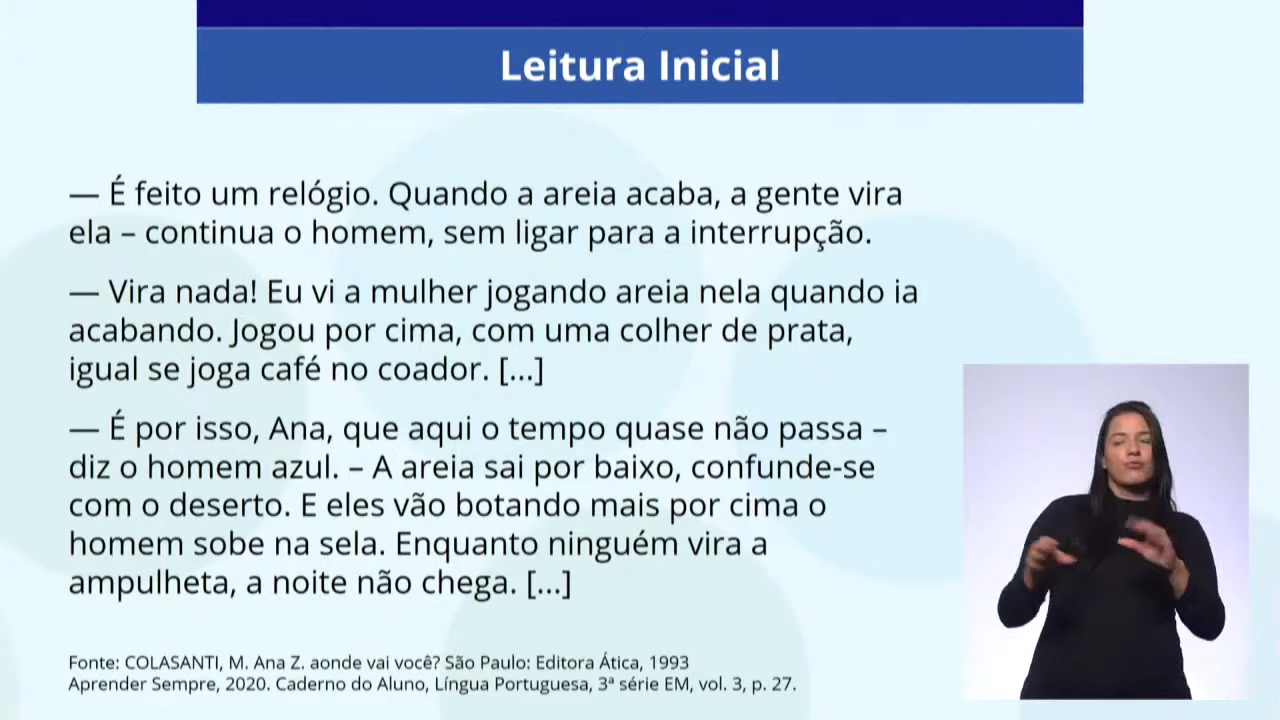 Leitura Inicial
— É feito um relógio. Quando a areia acaba, a gente vira
ela – continua o homem, sem ligar para a interrupção.
— Vira nada! Eu vi a mulher jogando areia nela quando ia
acabando. Jogou por cima, com uma colher de prata,
igual se joga café no coador. [...]
— É por isso, Ana, que aqui o tempo quase não passa –
diz o homem azul. – A areia sai por baixo, confunde-se
com o deserto. E eles vão botando mais por cima o
homem sobe na sela. Enquanto ninguém vira a
ampulheta, a noite não chega. [...]
Fonte: COLASANTI, M. Ana Z. aonde vai você? São Paulo: Editora Ática, 1993
Aprender Sempre, 2020. Caderno do Aluno, Língua Portuguesa, 3ª série EM, vol. 3, p. 27.